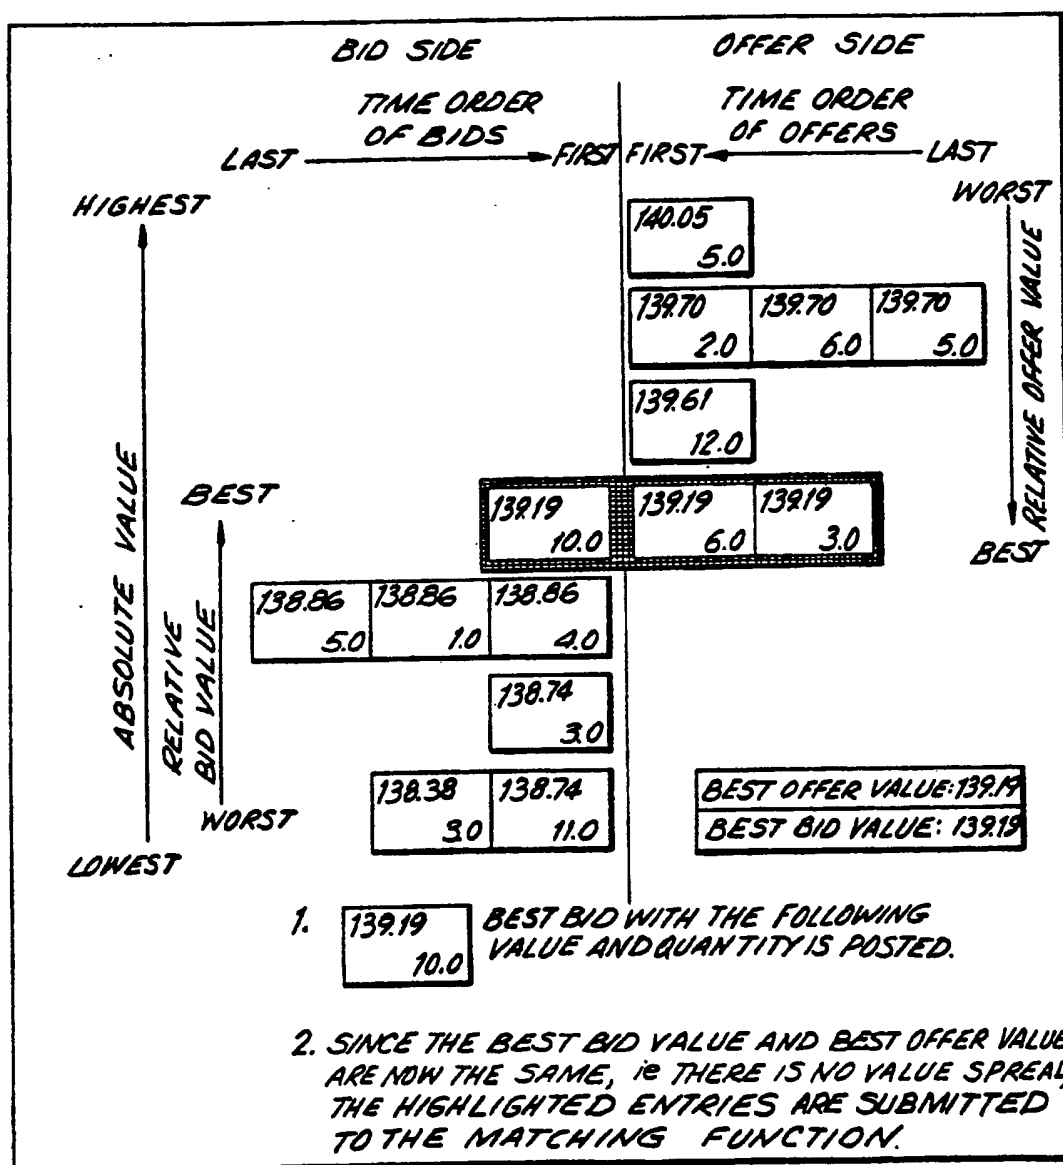 BID SIDE OFFER SIDE
TIME ORDER OF BIDS
TIME ORDER OF OFFERS
LAST FIRST FIRST LAST
HIGHEST
WORST
140.05
5.0
139.70 139.70 139.70
2.0 6.0 5.0
139.61
12.0
RELATIVE OFFER VALUE
BEST
139.19 139.19 139.19
10.0 6.0 3.0
BEST
ABSOLUTE VALUE
RELATIVE
BID VALUE
138.86 138.86 138.86
5.0 1.0 4.0
138.74
3.0
138.38 138.74
3.0 11.0
WORST
LOWEST
BEST OFFER VALUE: 139.19
BEST BID VALUE: 139.19
1. 139.19 BEST BID WITH THE FOLLOWING
10.0 VALUE AND QUANTITY IS POSTED.
2. SINCE THE BEST BID VALUE AND BEST OFFER VALUE
ARE NOW THE SAME, ie THERE IS NO VALUE SPREAD,
THE HIGHLIGHTED ENTRIES ARE SUBMITTED
TO THE MATCHING FUNCTION.